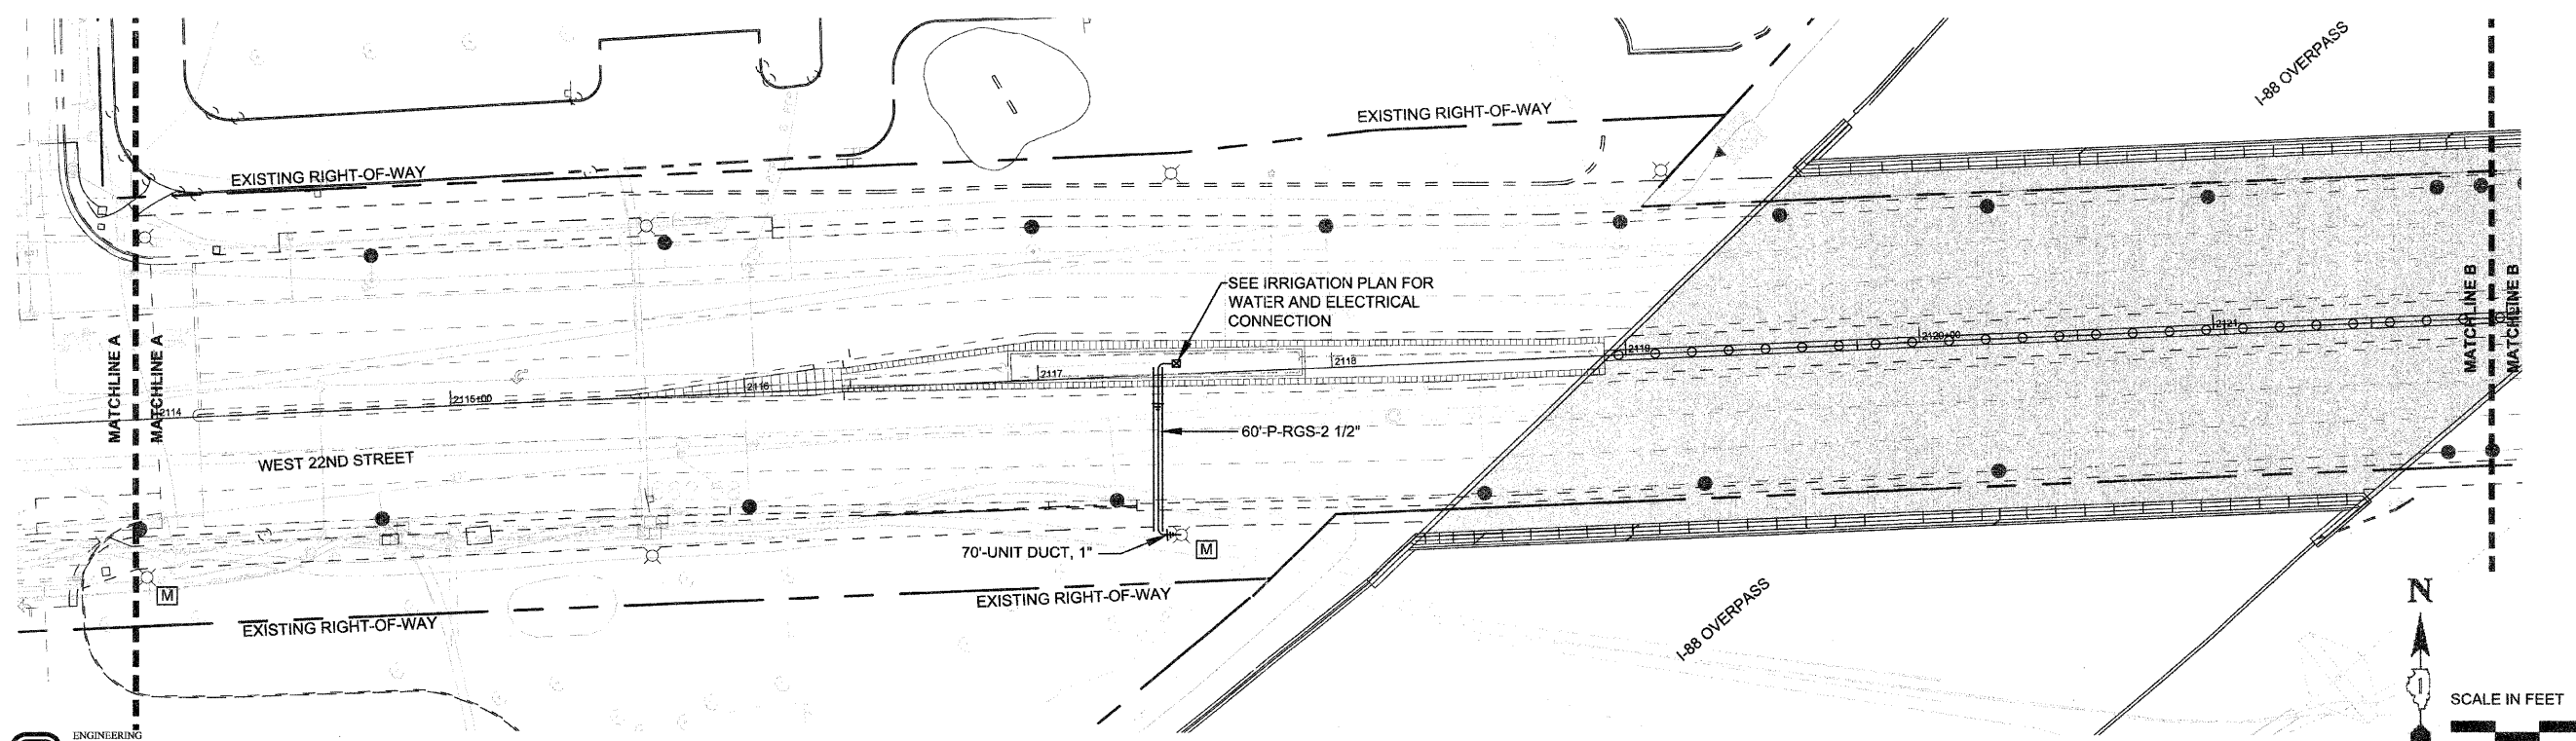 I-88 OVERPASS
EXISTING RIGHT-OF-WAY
EXISTING RIGHT-OF-WAY
SEE IRRIGATION PLAN FOR
WATER AND ELECTRICAL
CONNECTION
MATCHLINE A
MATCHLINE A
MATCHLINE B
MATCHLINE B
2114
2115+00
2116
2117
2118
2119
2120+00
2121
60'-P-RGS-2 1/2"
WEST 22ND STREET
70'-UNIT DUCT, 1"
M
M
EXISTING RIGHT-OF-WAY
EXISTING RIGHT-OF-WAY
I-88 OVERPASS
N
SCALE IN FEET
ENGINEERING